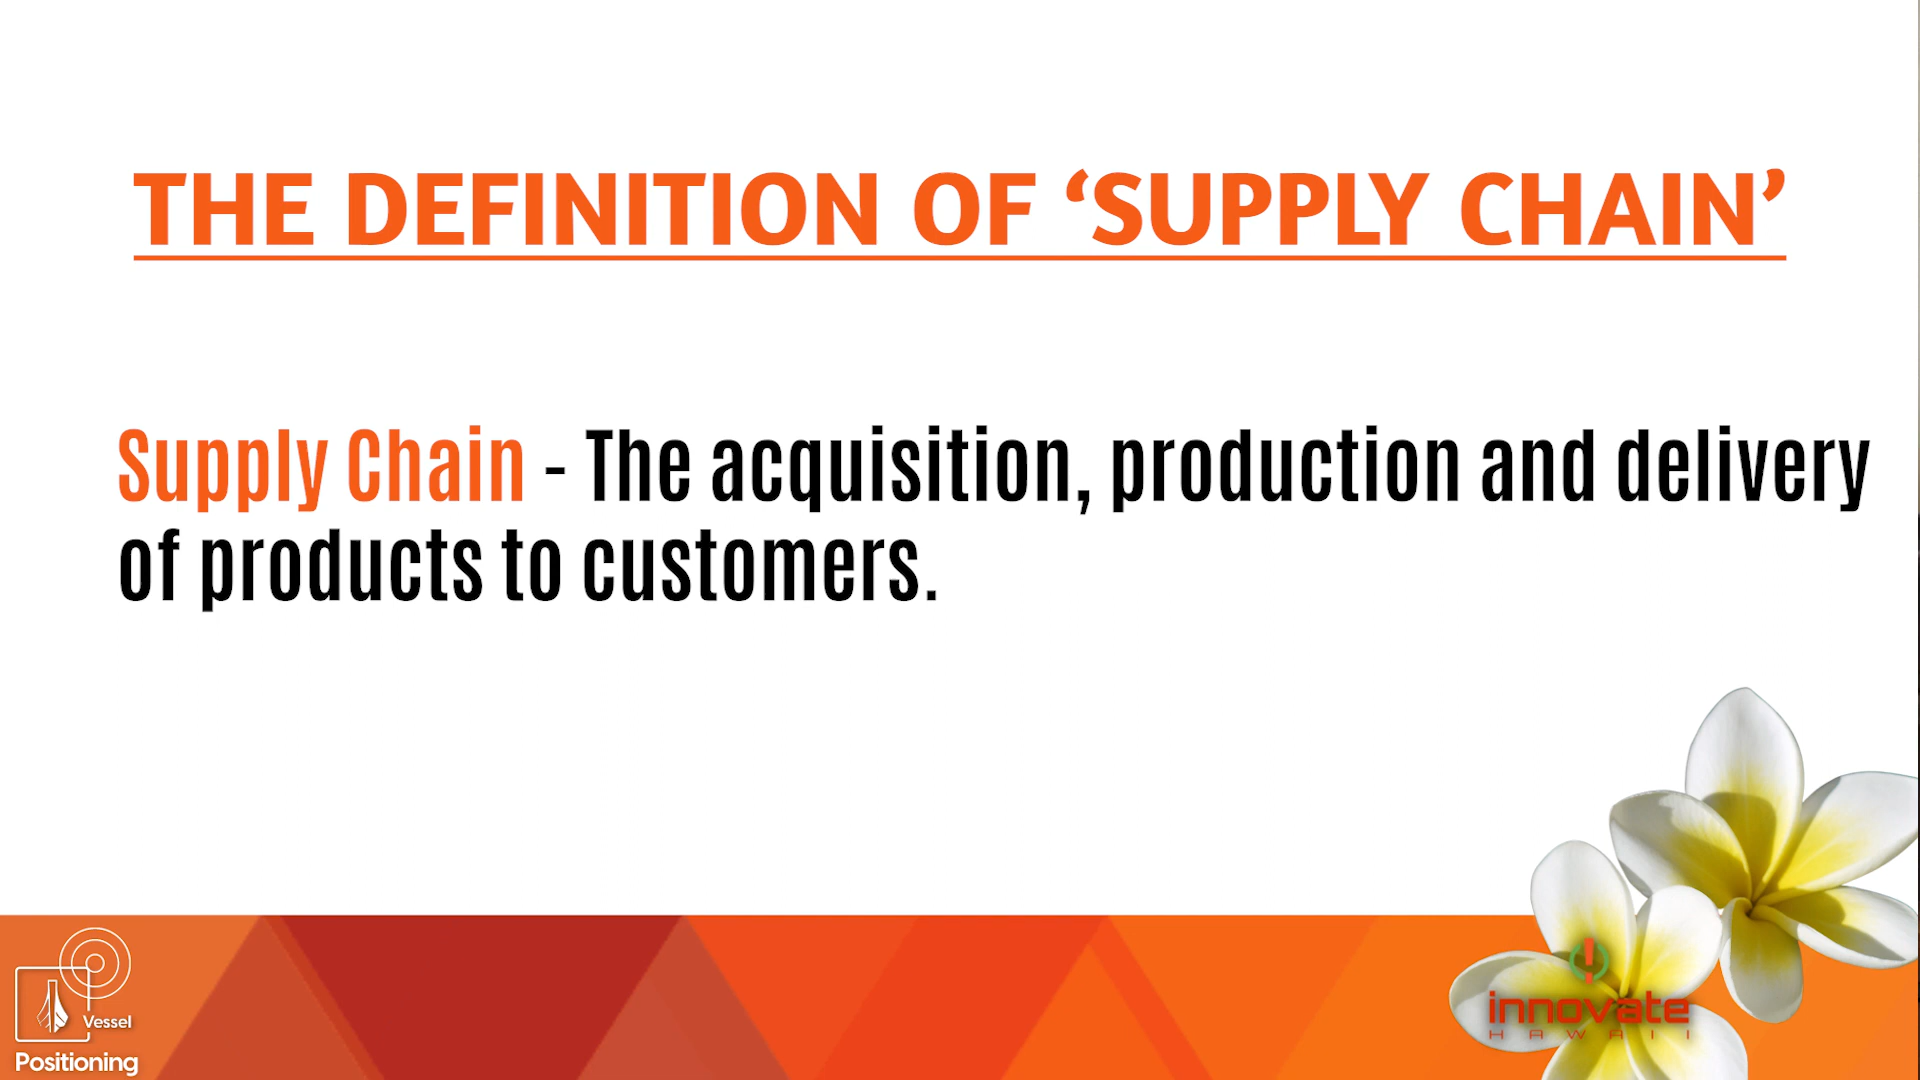 THE DEFINITION OF ‘SUPPLY CHAIN’
Supply Chain - The acquisition, production and delivery
of products to customers.
Vessel
Positioning
innovate
HAWAII